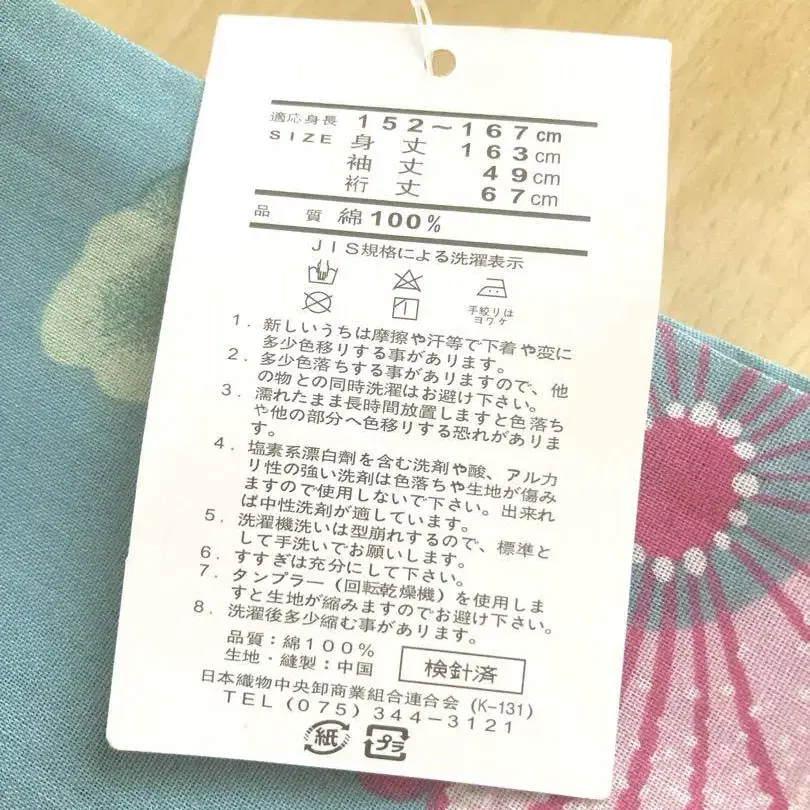 適応身長 152～167cm
SIZE 身丈 163cm
袖丈 49cm
裄丈 67cm
品質 綿100％
JIS規格による洗濯表示
手絞りは
ヨワク
1．新しいうちは摩擦や汗等で下着や変に
多少色移りする事があります。
2．多少色落ちする事がありますので、他
の物との同時洗濯はお避け下さい。
3．濡れたまま長時間放置しますと色落ち
や他の部分へ色移りする恐れがありま
す。
4．塩素系漂白劑を含む洗剤や酸、アルカ
リ性の強い洗剤は色落ちや生地が傷み
ますので使用しないで下さい。出来れ
ば中性洗剤が適しています。
5．洗濯機洗いは型崩れするので、標準と
して手洗いでお願いします。
6．すすぎは充分にして下さい。
7．タンブラー（回転乾燥機）を使用しま
すと生地が縮みますのでお避け下さい。
8．洗濯後多少縮む事があります。
品質：綿100％
生地・縫製：中国
検針済
日本織物中央卸商業組合連合会（K-131）
TEL（075）344-3121
紙 プラ